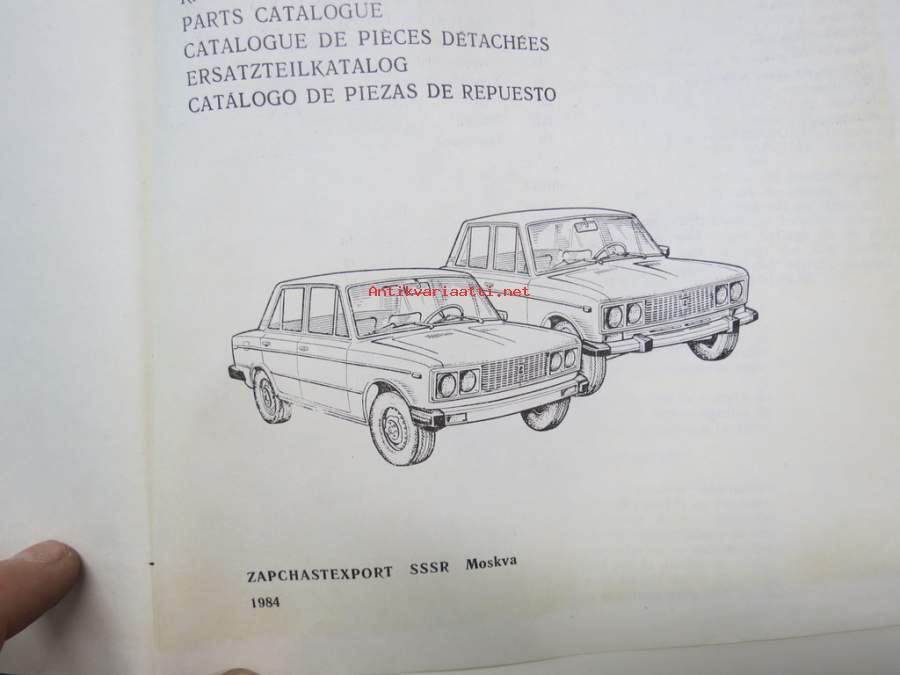 PARTS CATALOGUE
CATALOGUE DE PIÈCES DÉTACHÉES
ERSATZTEILKATALOG
CATÁLOGO DE PIEZAS DE REPUESTO
Antikvariaatti.net
ZAPCHASTEXPORT SSSR Moskva
1984